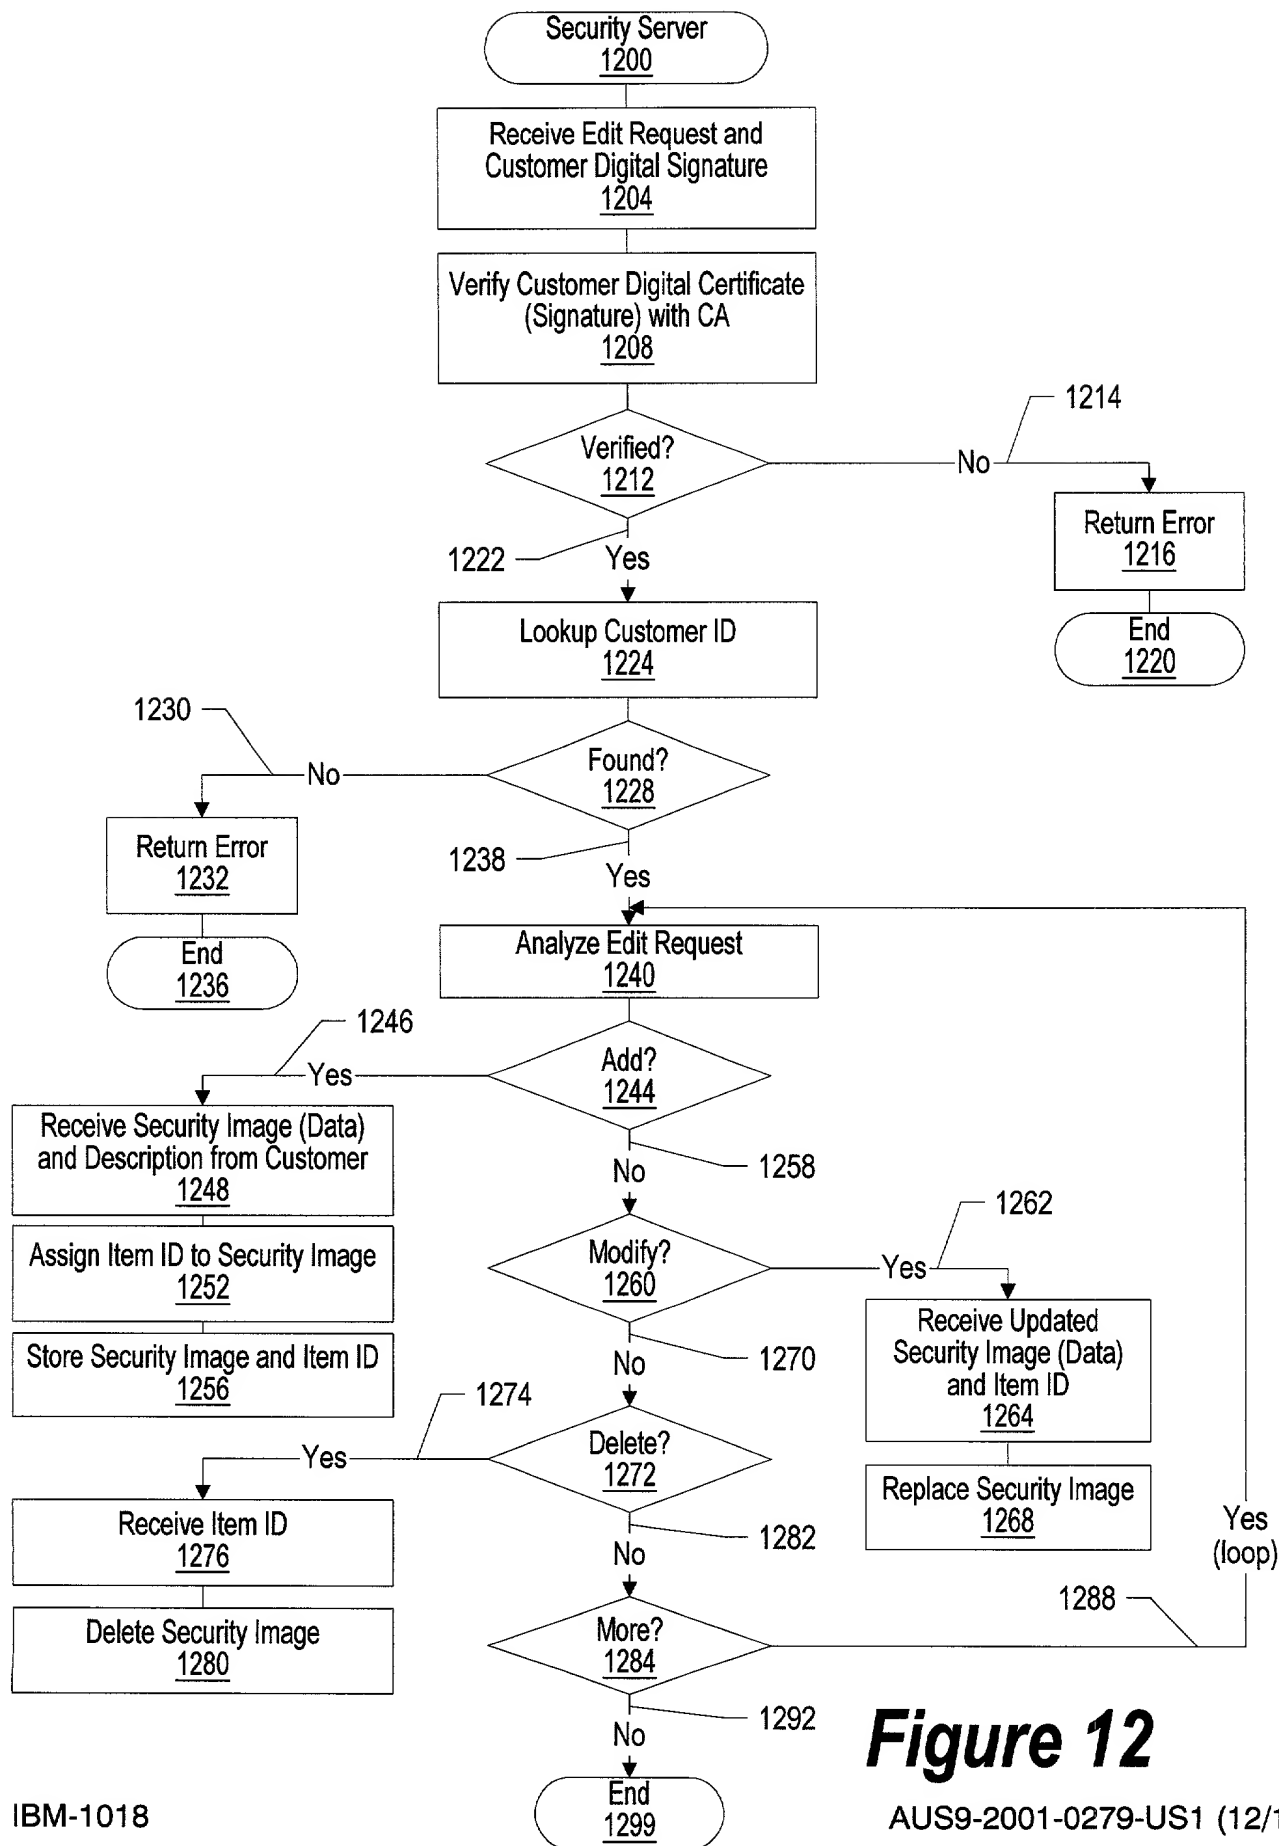 Security Server
1200
Receive Edit Request and
Customer Digital Signature
1204
Verify Customer Digital Certificate
(Signature) with CA
1208
Verified?
1212
No
1214
Return Error
1216
End
1220
1222
Yes
Lookup Customer ID
1224
Found?
1228
No
1230
Return Error
1232
End
1236
1238
Yes
Analyze Edit Request
1240
Add?
1244
Yes
1246
Receive Security Image (Data)
and Description from Customer
1248
Assign Item ID to Security Image
1252
Store Security Image and Item ID
1256
No
1258
Modify?
1260
Yes
1262
Receive Updated
Security Image (Data)
and Item ID
1264
Replace Security Image
1268
No
1270
Delete?
1272
Yes
1274
Receive Item ID
1276
Delete Security Image
1280
No
1282
More?
1284
1288
Yes
(loop)
No
1292
End
1299
Figure 12
IBM-1018
AUS9-2001-0279-US1 (12/1